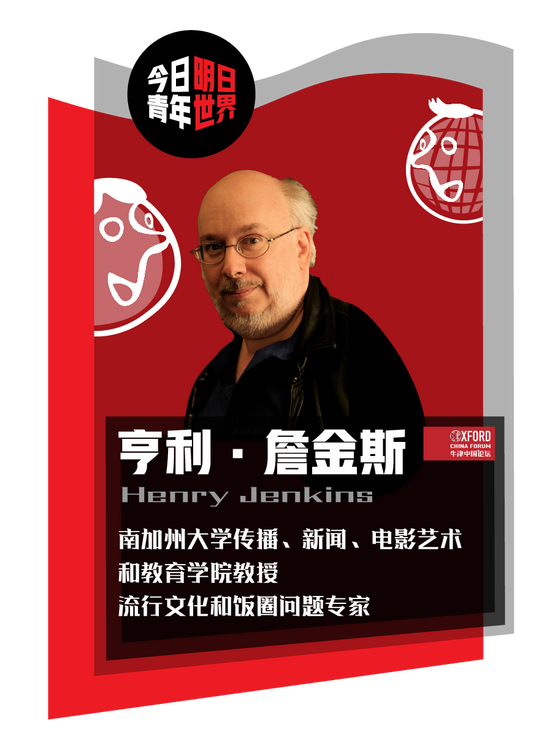 今日明日
青年世界
亨利·詹金斯
OXFORD
CHINA FORUM
牛津中国论坛
Henry Jenkins
南加州大学传播、新闻、电影艺术
和教育学院教授
流行文化和饭圈问题专家